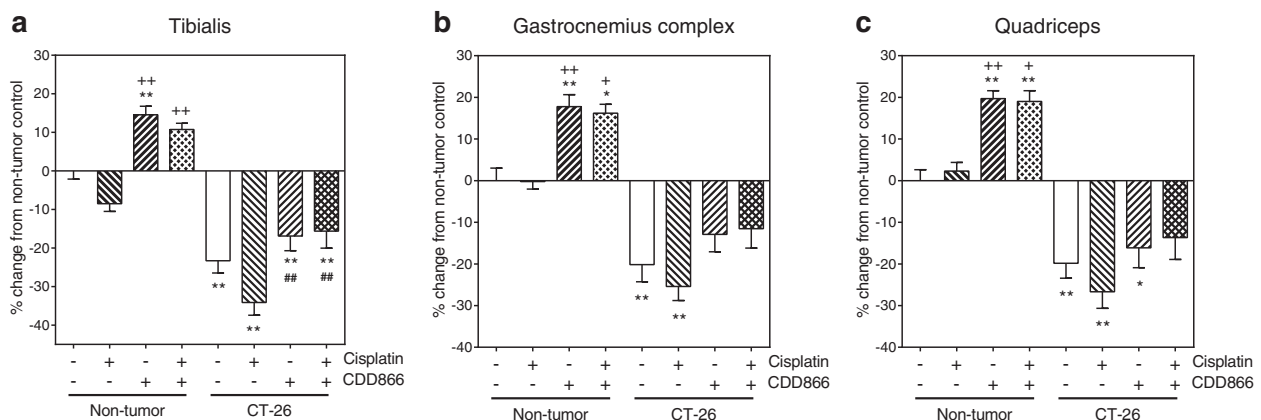 a
Tibialis
% change from non-tumor control
30
20
10
0
-10
-20
-30
-40
++
**
++
**
**
**
##
**
##
- + - + - + - + Cisplatin
- - + + - - + + CDD866
Non-tumor CT-26
b
Gastrocnemius complex
% change from non-tumor control
30
20
10
0
-10
-20
-30
-40
++
**
+
*
**
**
- + - + - + - + Cisplatin
- - + + - - + + CDD866
Non-tumor CT-26
c
Quadriceps
% change from non-tumor control
30
20
10
0
-10
-20
-30
-40
++
**
+
**
**
**
*
- + - + - + - + Cisplatin
- - + + - - + + CDD866
Non-tumor CT-26